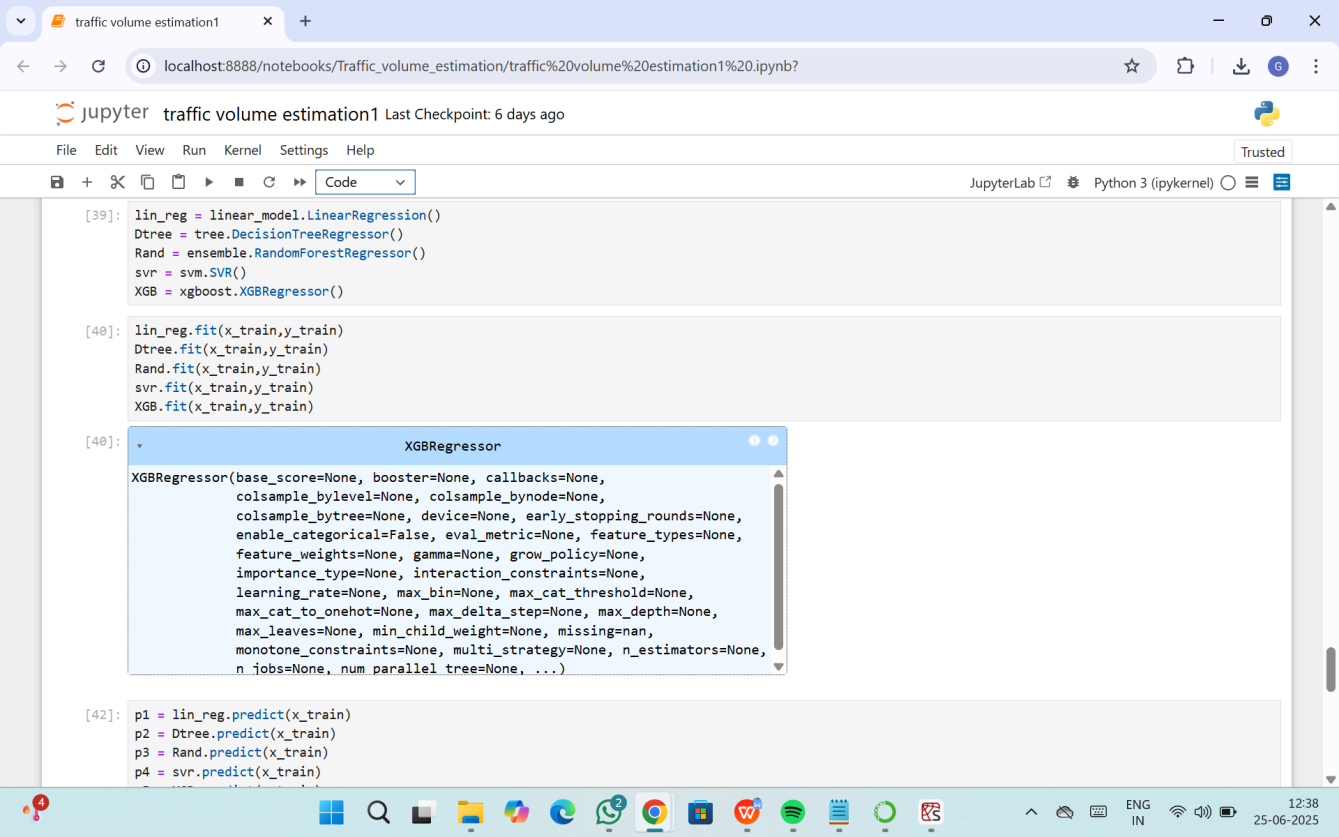 traffic volume estimation1
localhost:8888/notebooks/Traffic_volume_estimation/traffic%20volume%20estimation1%20.ipynb?
G
jupyter traffic volume estimation1 Last Checkpoint: 6 days ago
File Edit View Run Kernel Settings Help
Trusted
Code
JupyterLab
Python 3 (ipykernel)
[39]: lin_reg = linear_model.LinearRegression()
Dtree = tree.DecisionTreeRegressor()
Rand = ensemble.RandomForestRegressor()
svr = svm.SVR()
XGB = xgboost.XGBRegressor()
[40]: lin_reg.fit(x_train,y_train)
Dtree.fit(x_train,y_train)
Rand.fit(x_train,y_train)
svr.fit(x_train,y_train)
XGB.fit(x_train,y_train)
[40]: XGBRegressor
XGBRegressor(base_score=None, booster=None, callbacks=None,
colsample_bylevel=None, colsample_bynode=None,
colsample_bytree=None, device=None, early_stopping_rounds=None,
enable_categorical=False, eval_metric=None, feature_types=None,
feature_weights=None, gamma=None, grow_policy=None,
importance_type=None, interaction_constraints=None,
learning_rate=None, max_bin=None, max_cat_threshold=None,
max_cat_to_onehot=None, max_delta_step=None, max_depth=None,
max_leaves=None, min_child_weight=None, missing=nan,
monotone_constraints=None, multi_strategy=None, n_estimators=None,
n_jobs=None, num_parallel_tree=None, ...)
[42]: p1 = lin_reg.predict(x_train)
p2 = Dtree.predict(x_train)
p3 = Rand.predict(x_train)
p4 = svr.predict(x_train)
4
2
ENG
IN
12:38
25-06-2025